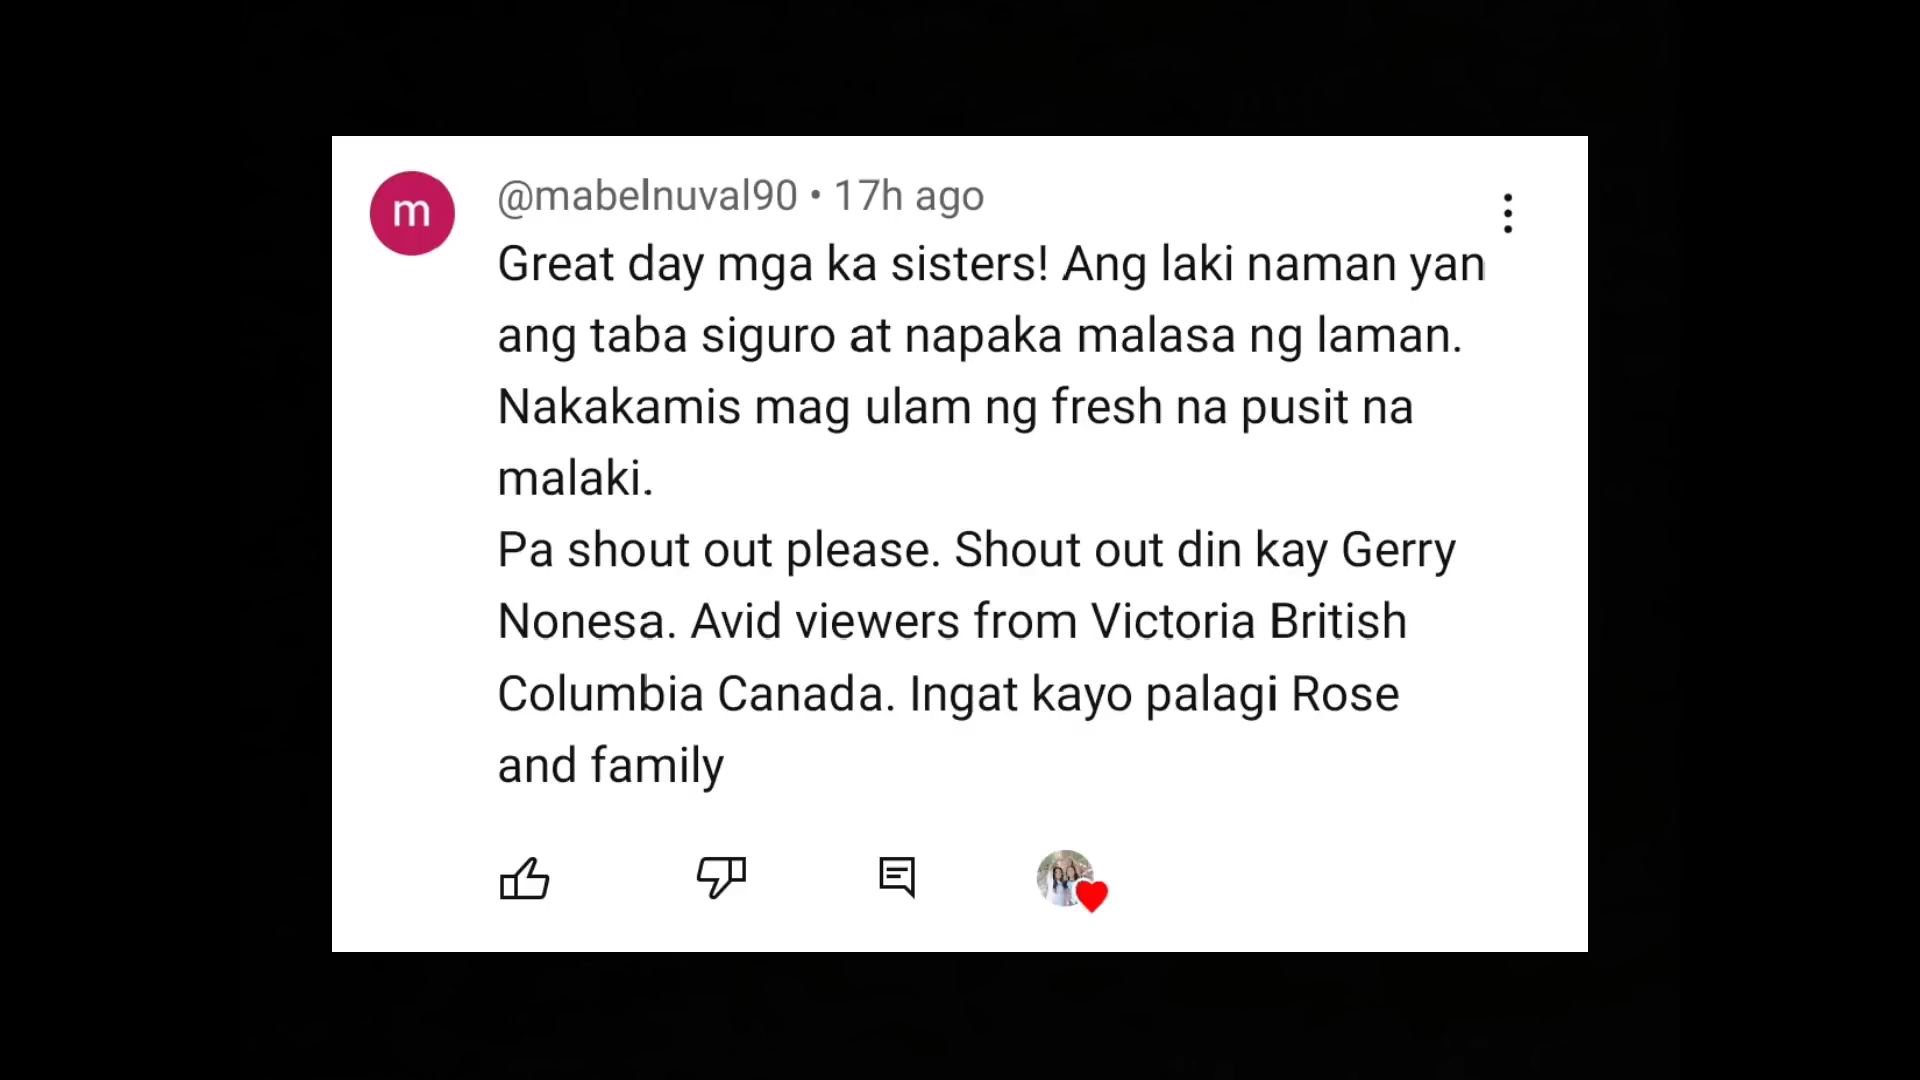 m
@mabelnuval90 • 17h ago
Great day mga ka sisters! Ang laki naman yan
ang taba siguro at napaka malasa ng laman.
Nakakamis mag ulam ng fresh na pusit na
malaki.
Pa shout out please. Shout out din kay Gerry
Nonesa. Avid viewers from Victoria British
Columbia Canada. Ingat kayo palagi Rose
and family